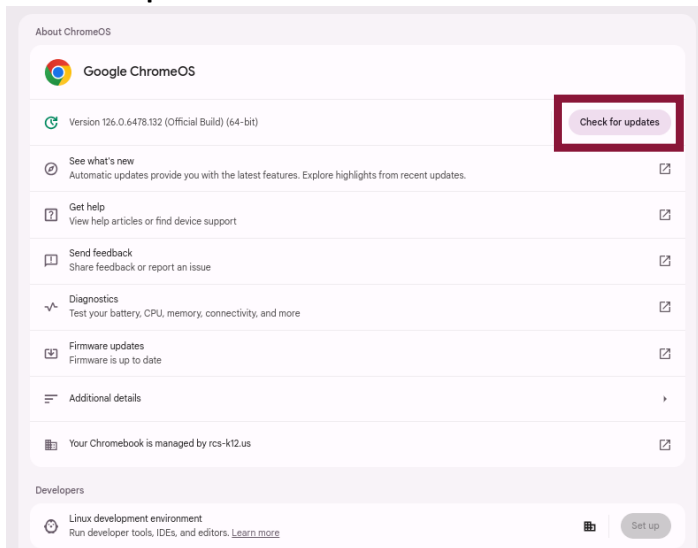 About ChromeOS
Google ChromeOS
Version 126.0.6478.132 (Official Build) (64-bit)
Check for updates
See what's new
Automatic updates provide you with the latest features. Explore highlights from recent updates.
Get help
View help articles or find device support
Send feedback
Share feedback or report an issue
Diagnostics
Test your battery, CPU, memory, connectivity, and more
Firmware updates
Firmware is up to date
Additional details
Your Chromebook is managed by rcs-k12.us
Developers
Linux development environment
Run developer tools, IDEs, and editors. Learn more
Set up